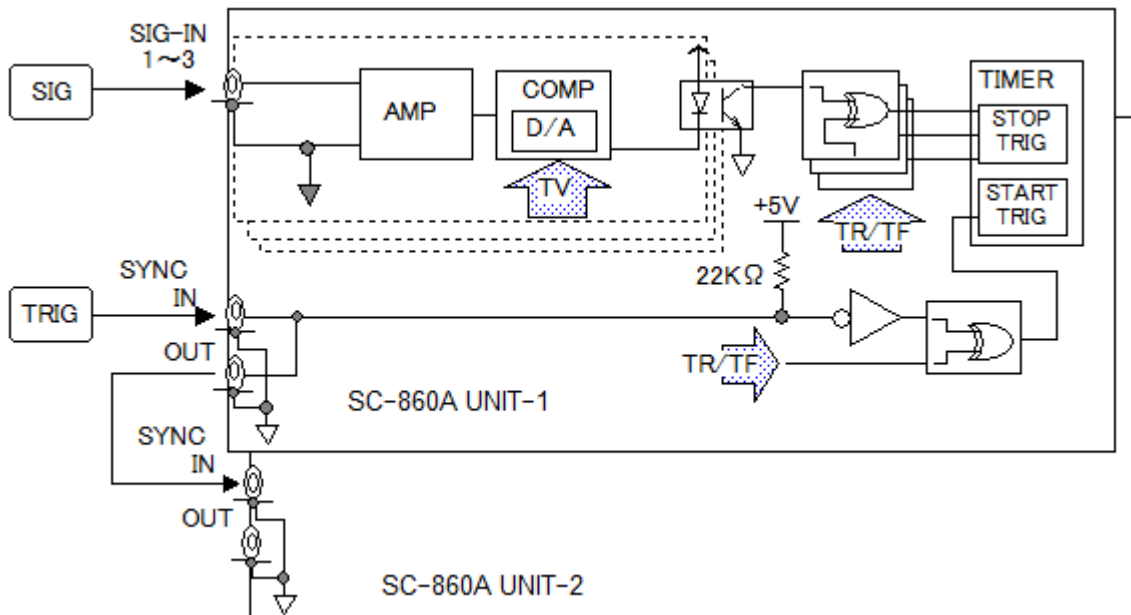 SIG-IN
1～3
SIG
AMP
COMP
D/A
TV
TIMER
STOP
TRIG
START
TRIG
TR/TF
+5V
22KΩ
SYNC
IN
TRIG
OUT
TR/TF
SC-860A UNIT-1
SYNC
IN
OUT
SC-860A UNIT-2